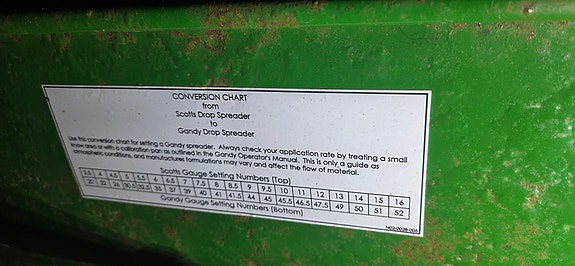 CONVERSION CHART
from
Scotts Drop Spreader
to
Gandy Drop Spreader
Use this conversion chart for setting a Gandy spreader. Always check your application rate by treating a small
know area with a calibration pan as outlined in the Gandy Operator's Manual. This is only a guide as
atmospheric conditions, and manufactures formulations may vary and affect the flow of material.
Scotts Gauge Setting Numbers (Top)
3.5 4 4.5 5 5.5 6 6.5 7 7.5 8 8.5 9 9.5 10 11 12 13 14 15 16
20 22 26 30.5 32.5 35 37 39 40 41 41.5 44 45 45.5 46.5 47.5 49 50 51 52
Gandy Gauge Setting Numbers (Bottom)